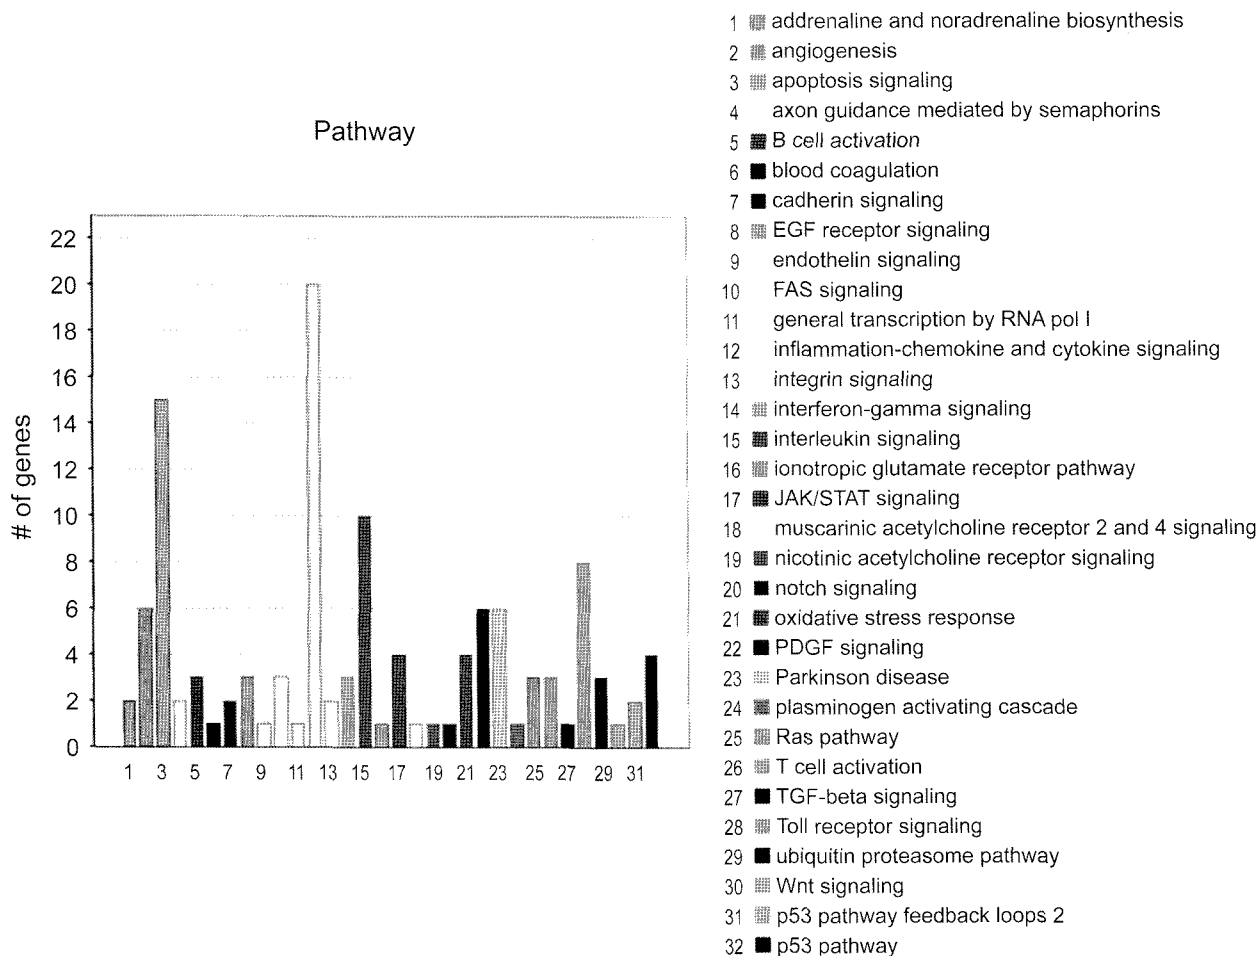 Pathway
# of genes
22
20
18
16
14
12
10
8
6
4
2
0
1 3 5 7 9 11 13 15 17 19 21 23 25 27 29 31
1 addrenaline and noradrenaline biosynthesis
2 angiogenesis
3 apoptosis signaling
4 axon guidance mediated by semaphorins
5 B cell activation
6 blood coagulation
7 cadherin signaling
8 EGF receptor signaling
9 endothelin signaling
10 FAS signaling
11 general transcription by RNA pol I
12 inflammation-chemokine and cytokine signaling
13 integrin signaling
14 interferon-gamma signaling
15 interleukin signaling
16 ionotropic glutamate receptor pathway
17 JAK/STAT signaling
18 muscarinic acetylcholine receptor 2 and 4 signaling
19 nicotinic acetylcholine receptor signaling
20 notch signaling
21 oxidative stress response
22 PDGF signaling
23 Parkinson disease
24 plasminogen activating cascade
25 Ras pathway
26 T cell activation
27 TGF-beta signaling
28 Toll receptor signaling
29 ubiquitin proteasome pathway
30 Wnt signaling
31 p53 pathway feedback loops 2
32 p53 pathway